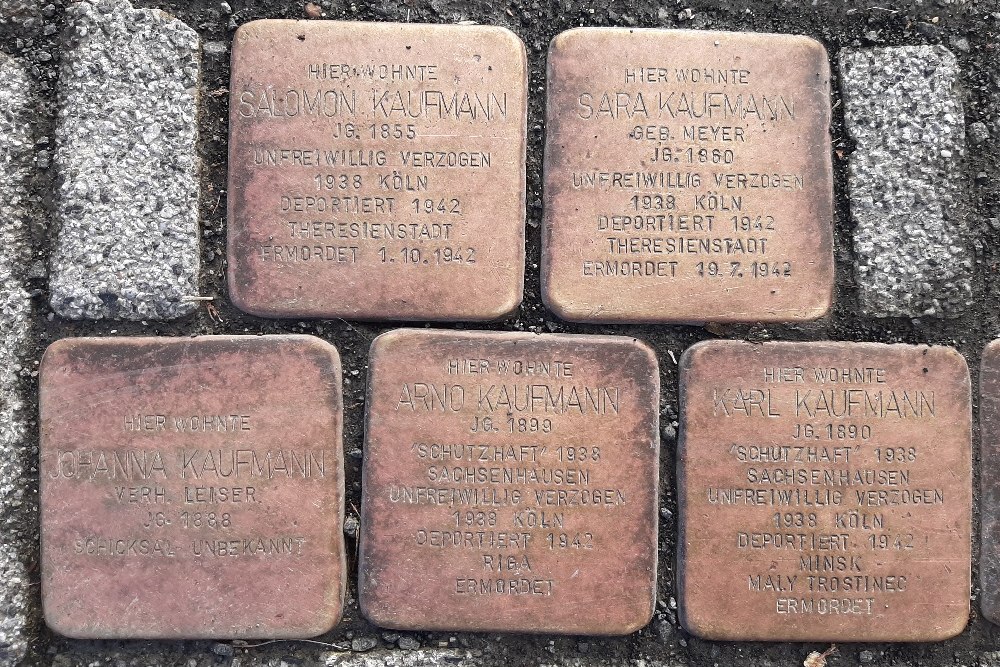 HIER WOHNTE
SALOMON KAUFMANN
JG. 1855
UNFREIWILLIG VERZOGEN
1938 KÖLN
DEPORTIERT 1942
THERESIENSTADT
ERMORDET 1.10.1942
HIER WOHNTE
SARA KAUFMANN
GEB. MEYER
JG. 1860
UNFREIWILLIG VERZOGEN
1938 KÖLN
DEPORTIERT 1942
THERESIENSTADT
ERMORDET 19.7.1942
HIER WOHNTE
JOHANNA KAUFMANN
VERH. LEISER
JG. 1888
SCHICKSAL UNBEKANNT
HIER WOHNTE
ARNO KAUFMANN
JG. 1899
'SCHUTZHAFT' 1938
SACHSENHAUSEN
UNFREIWILLIG VERZOGEN
1938 KÖLN
DEPORTIERT 1942
RIGA
ERMORDET
HIER WOHNTE
KARL KAUFMANN
JG. 1890
'SCHUTZHAFT' 1938
SACHSENHAUSEN
UNFREIWILLIG VERZOGEN
1938 KÖLN
DEPORTIERT 1942
MINSK
MALY TROSTINEC
ERMORDET